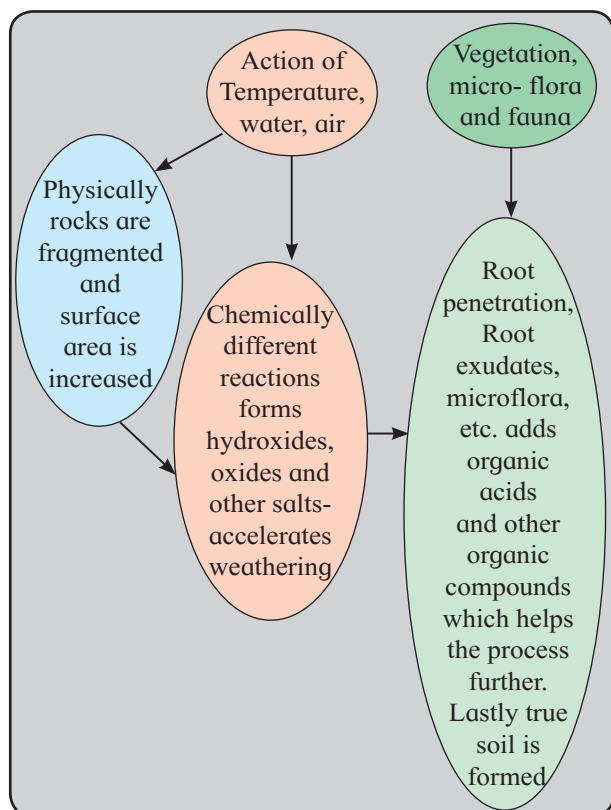 Action of
Temperature,
water, air
Vegetation,
micro- flora
and fauna
Physically
rocks are
fragmented
and
surface
area is
increased
Chemically
different
reactions
forms
hydroxides,
oxides and
other salts-
accelerates
weathering
Root
penetration,
Root
exudates,
microflora,
etc. adds
organic
acids
and other
organic
compounds
which helps
the process
further.
Lastly true
soil is
formed